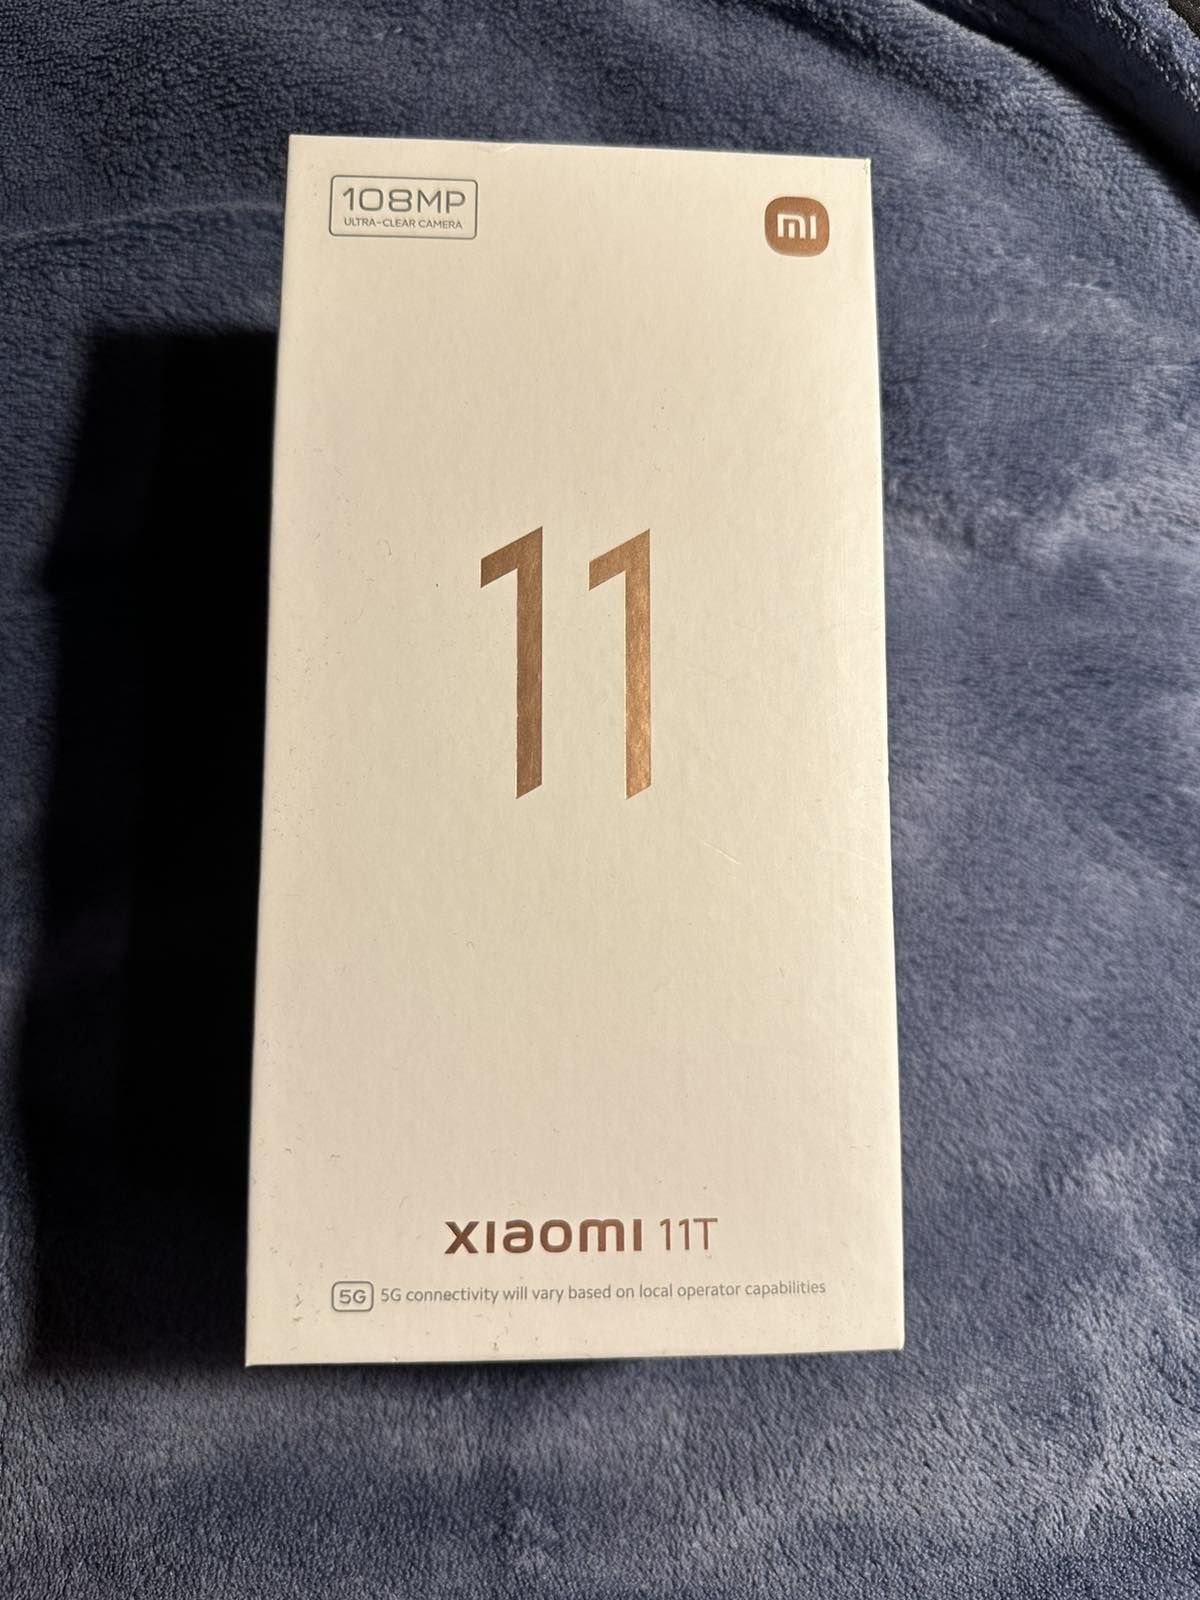 108MP
ULTRA-CLEAR CAMERA
mi
11
xiaomi 11T
5G 5G connectivity will vary based on local operator capabilities